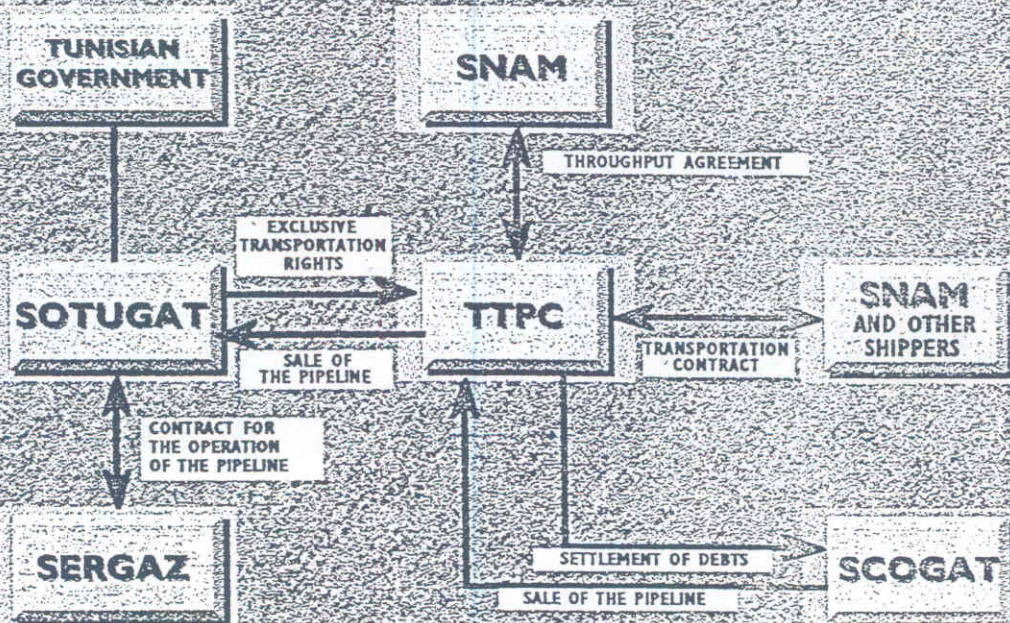 TUNISIAN
GOVERNMENT
SNAM
THROUGHPUT AGREEMENT
EXCLUSIVE
TRANSPORTATION
RIGHTS
SOTUGAT
TTPC
SNAM
AND OTHER
SHIPPERS
SALE OF
THE PIPELINE
TRANSPORTATION
CONTRACT
CONTRACT FOR
THE OPERATION
OF THE PIPELINE
SERGAZ
SETTLEMENT OF DEBTS
SCOGAT
SALE OF THE PIPELINE